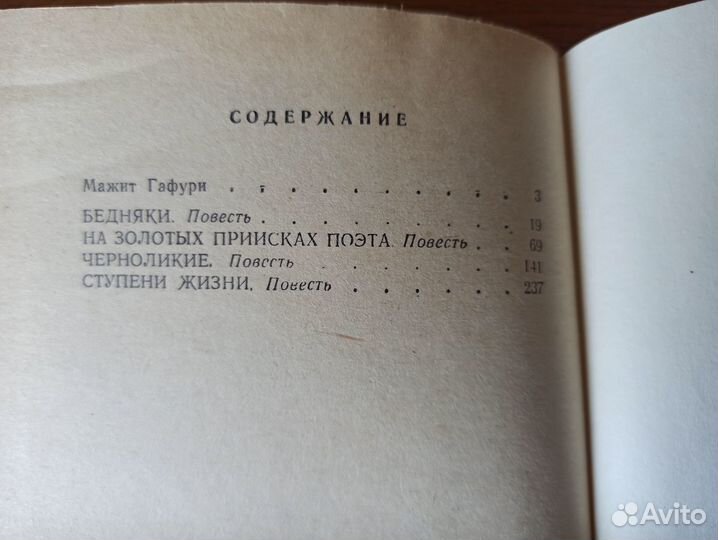 СОДЕРЖАНИЕ
Мажит Гафури . . . . . . . . . . 3
БЕДНЯКИ. Повесть . . . . . . . . . 19
НА ЗОЛОТЫХ ПРИИСКАХ ПОЭТА. Повесть . . 69
ЧЕРНОЛИКИЕ. Повесть . . . . . . . 141
СТУПЕНИ ЖИЗНИ. Повесть . . . . . . 237
Avito